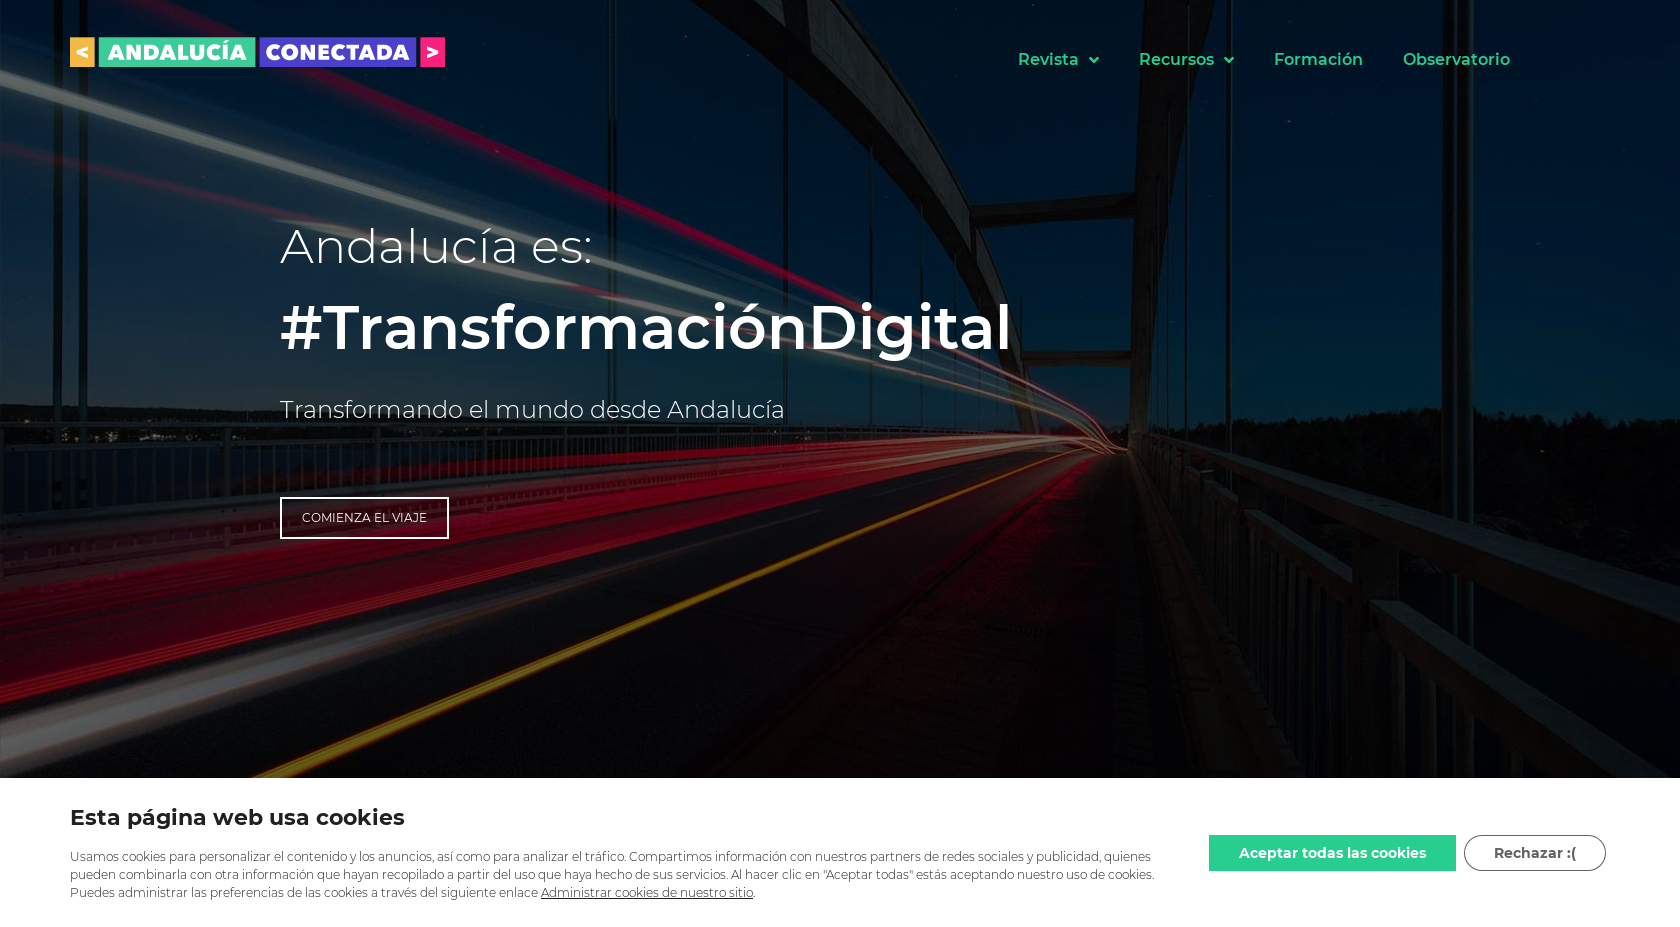 < ANDALUCÍA CONECTADA >
Revista
Recursos
Formación
Observatorio
Andalucía es:
#TransformaciónDigital
Transformando el mundo desde Andalucía
COMIENZA EL VIAJE
Esta página web usa cookies
Usamos cookies para personalizar el contenido y los anuncios, así como para analizar el tráfico. Compartimos información con nuestros partners de redes sociales y publicidad, quienes
pueden combinarla con otra información que hayan recopilado a partir del uso que haya hecho de sus servicios. Al hacer clic en "Aceptar todas" estás aceptando nuestro uso de cookies.
Puedes administrar las preferencias de las cookies a través del siguiente enlace Administrar cookies de nuestro sitio.
Aceptar todas las cookies
Rechazar :(